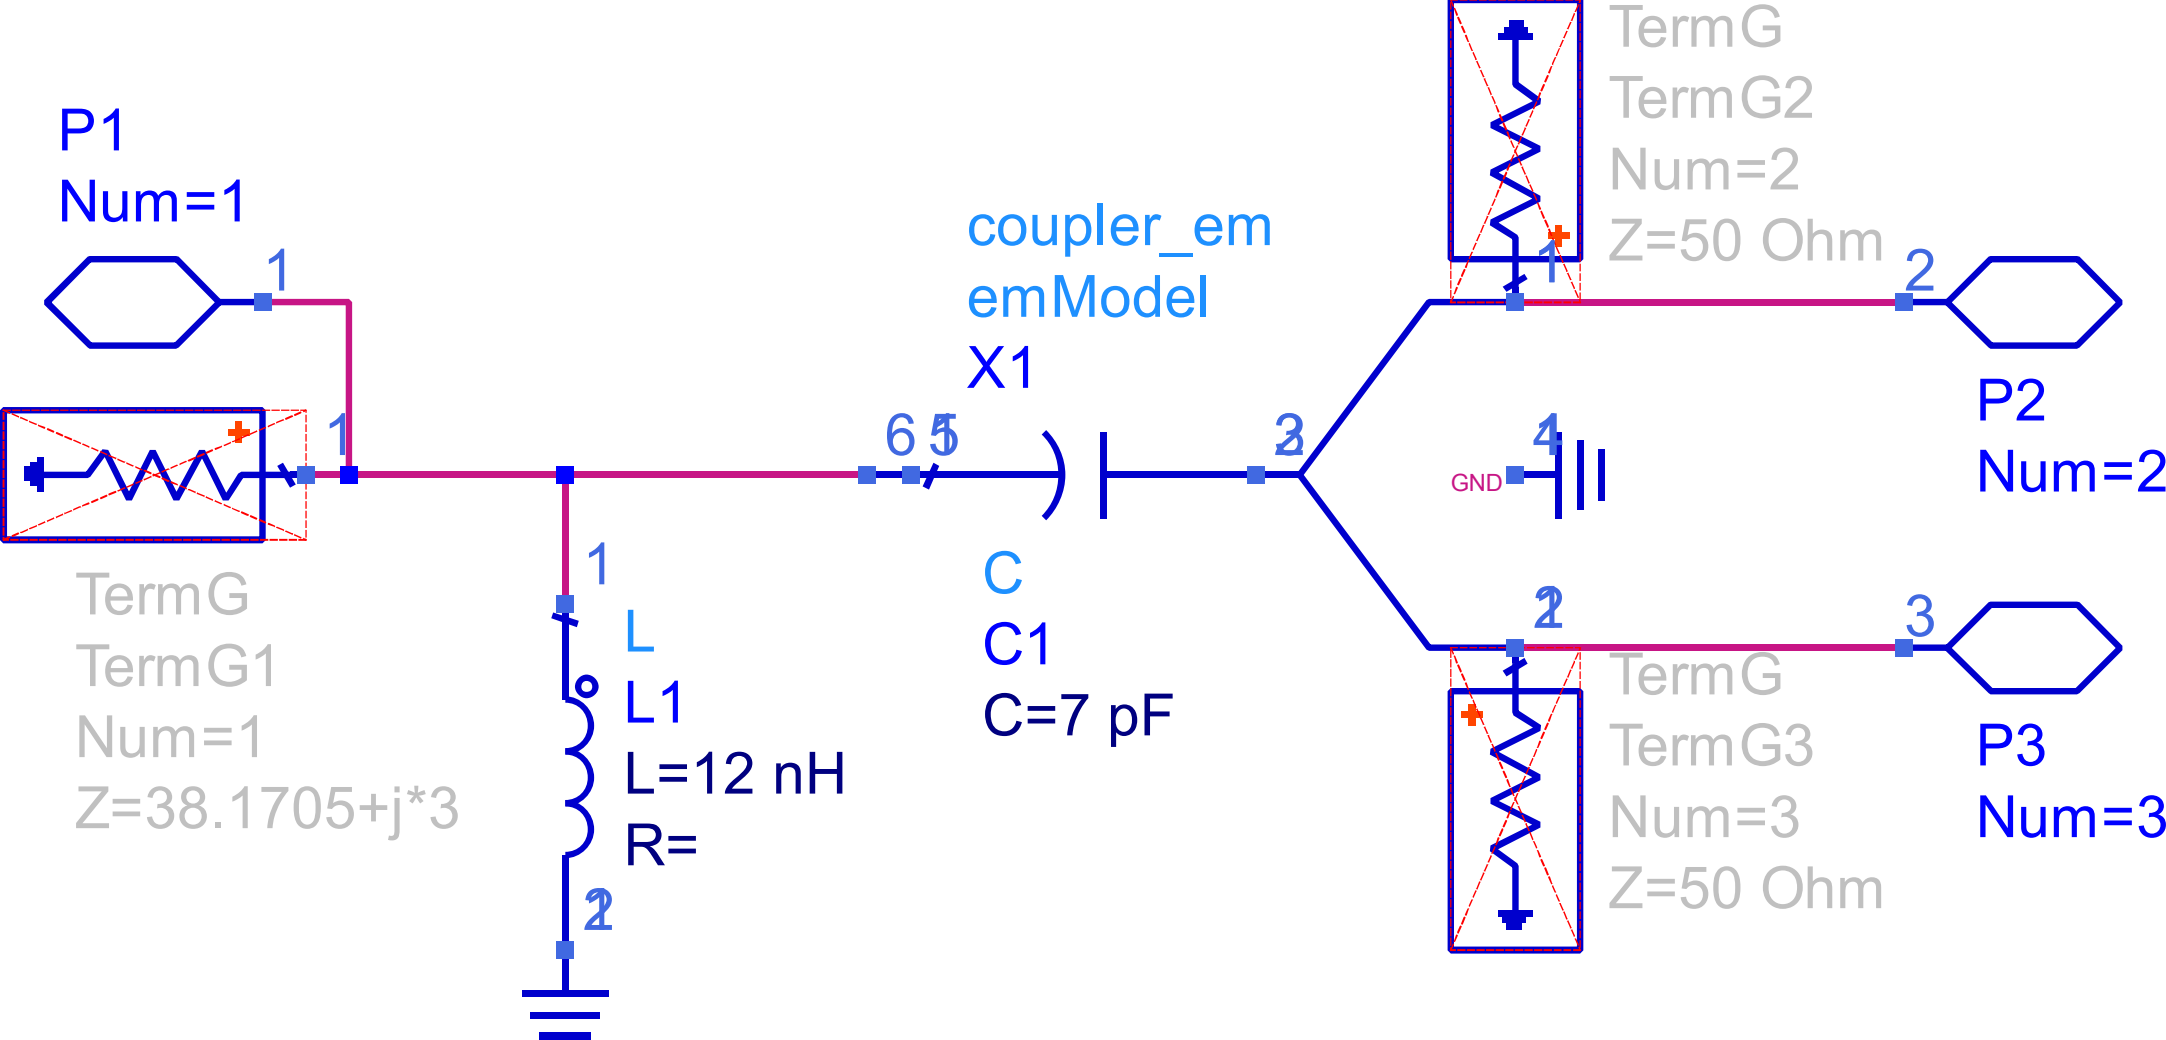 P1
Num=1
1
1
TermG
TermG1
Num=1
Z=38.1705+j*3
1
L
L1
L=12 nH
R=
coupler_em
emModel
X1
6
C
C1
C=7 pF
TermG
TermG2
Num=2
Z=50 Ohm
1
2
P2
Num=2
GND
3
TermG
TermG3
Num=3
Z=50 Ohm
P3
Num=3